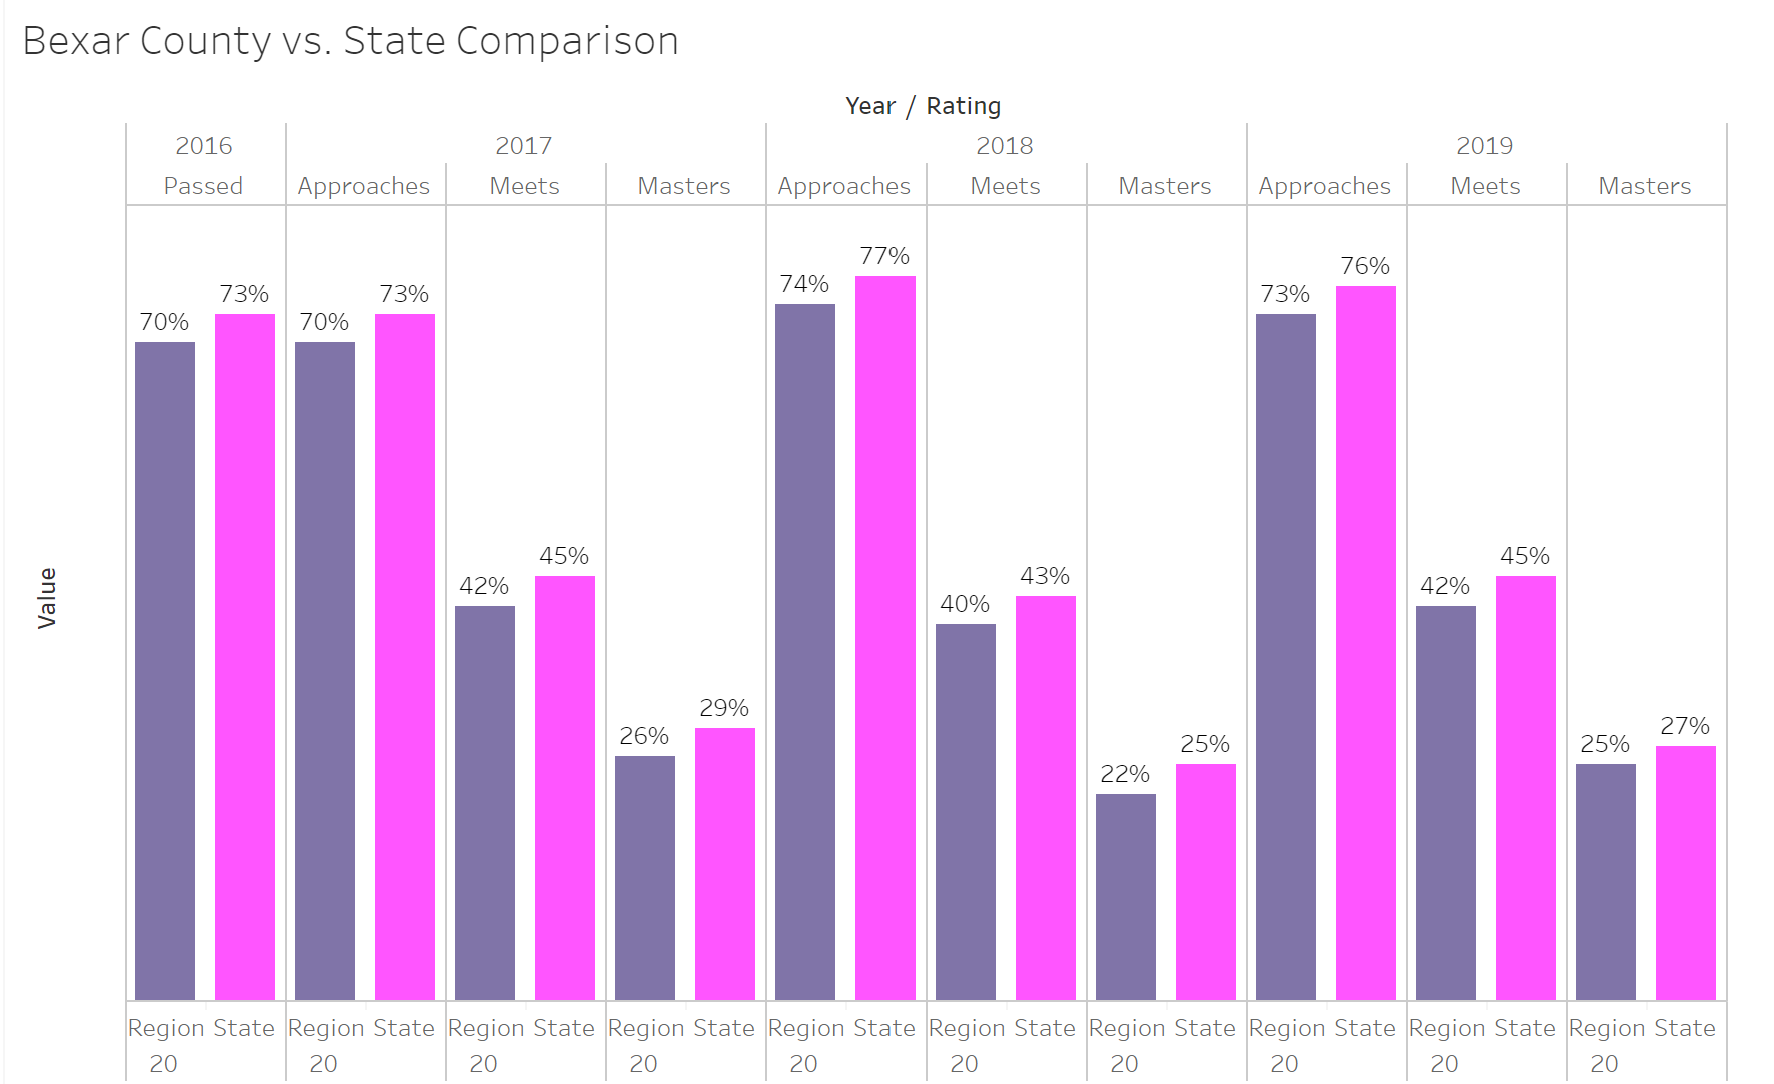 Bexar County vs. State Comparison
Year / Rating
2016 2017 2018 2019
Passed Approaches Meets Masters Approaches Meets Masters Approaches Meets Masters
70% 73% 70% 73% 42% 45% 26% 29% 74% 77% 40% 43% 22% 25% 73% 76% 42% 45% 25% 27%
Value
Region State Region State Region State Region State Region State Region State Region State Region State Region State Region State
20 20 20 20 20 20 20 20 20 20